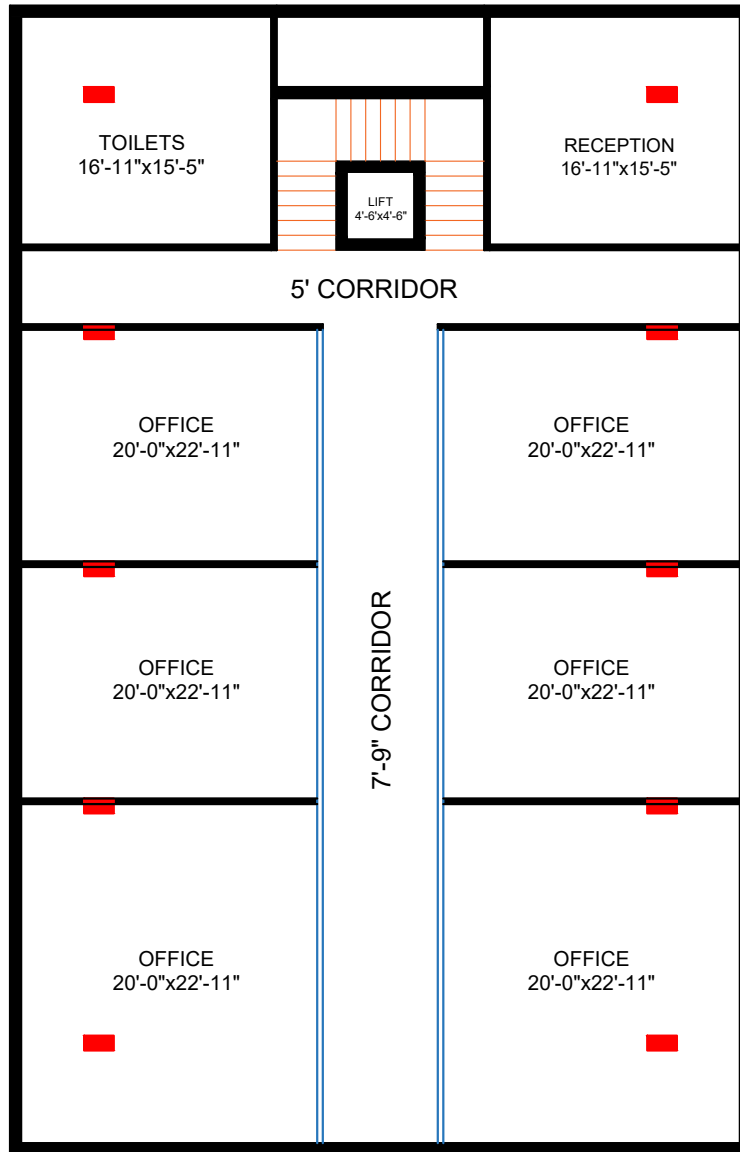 TOILETS
16'-11"x15'-5"
RECEPTION
16'-11"x15'-5"
LIFT
4'-6'x4'-6"
5' CORRIDOR
OFFICE
20'-0"x22'-11"
OFFICE
20'-0"x22'-11"
OFFICE
20'-0"x22'-11"
7'-9" CORRIDOR
OFFICE
20'-0"x22'-11"
OFFICE
20'-0"x22'-11"
OFFICE
20'-0"x22'-11"